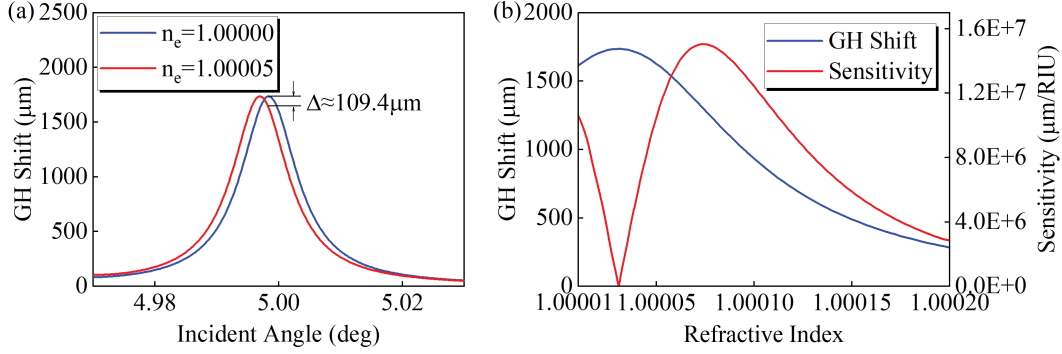 (a)
2500
2000
1500
1000
500
0
GH Shift (μm)
nₑ=1.00000
nₑ=1.00005
Δ≈109.4μm
4.98 5.00 5.02
Incident Angle (deg)
(b)
2000
1500
1000
500
0
GH Shift (μm)
GH Shift
Sensitivity
1.6E+7
1.2E+7
8.0E+6
4.0E+6
0.0E+0
Sensitivity (μm/RIU)
1.00001 1.00005 1.00010 1.00015 1.00020
Refractive Index